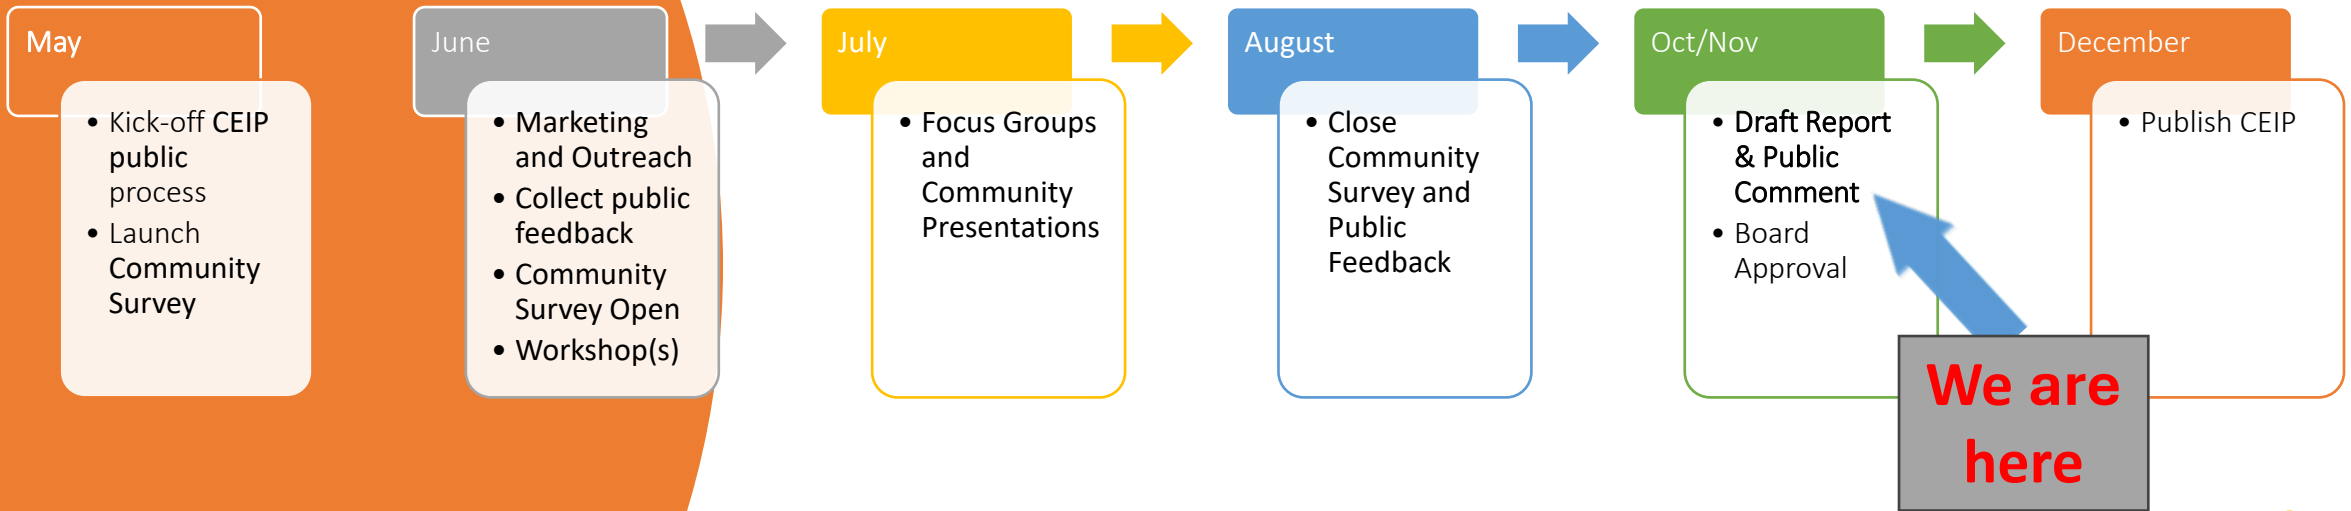 May
• Kick-off CEIP
public
process
• Launch
Community
Survey
June
• Marketing
and Outreach
• Collect public
feedback
• Community
Survey Open
• Workshop(s)
July
• Focus Groups
and
Community
Presentations
August
• Close
Community
Survey and
Public
Feedback
Oct/Nov
• Draft Report
& Public
Comment
• Board
Approval
December
• Publish CEIP
We are
here